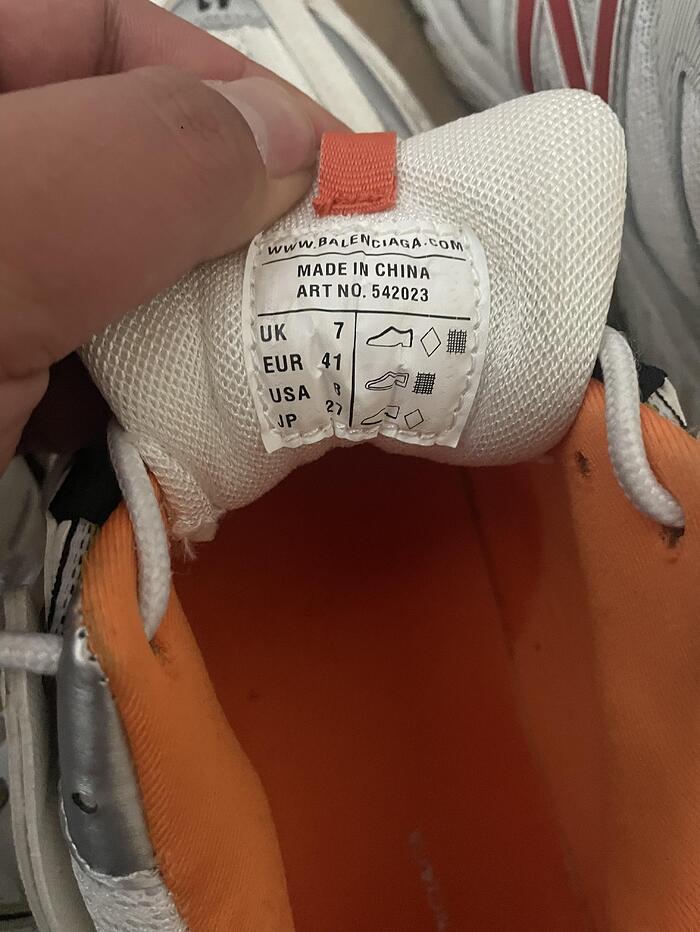 WWW.BALENCIAGA.COM
MADE IN CHINA
ART NO. 542023
UK 7
EUR 41
USA 8
JP 27